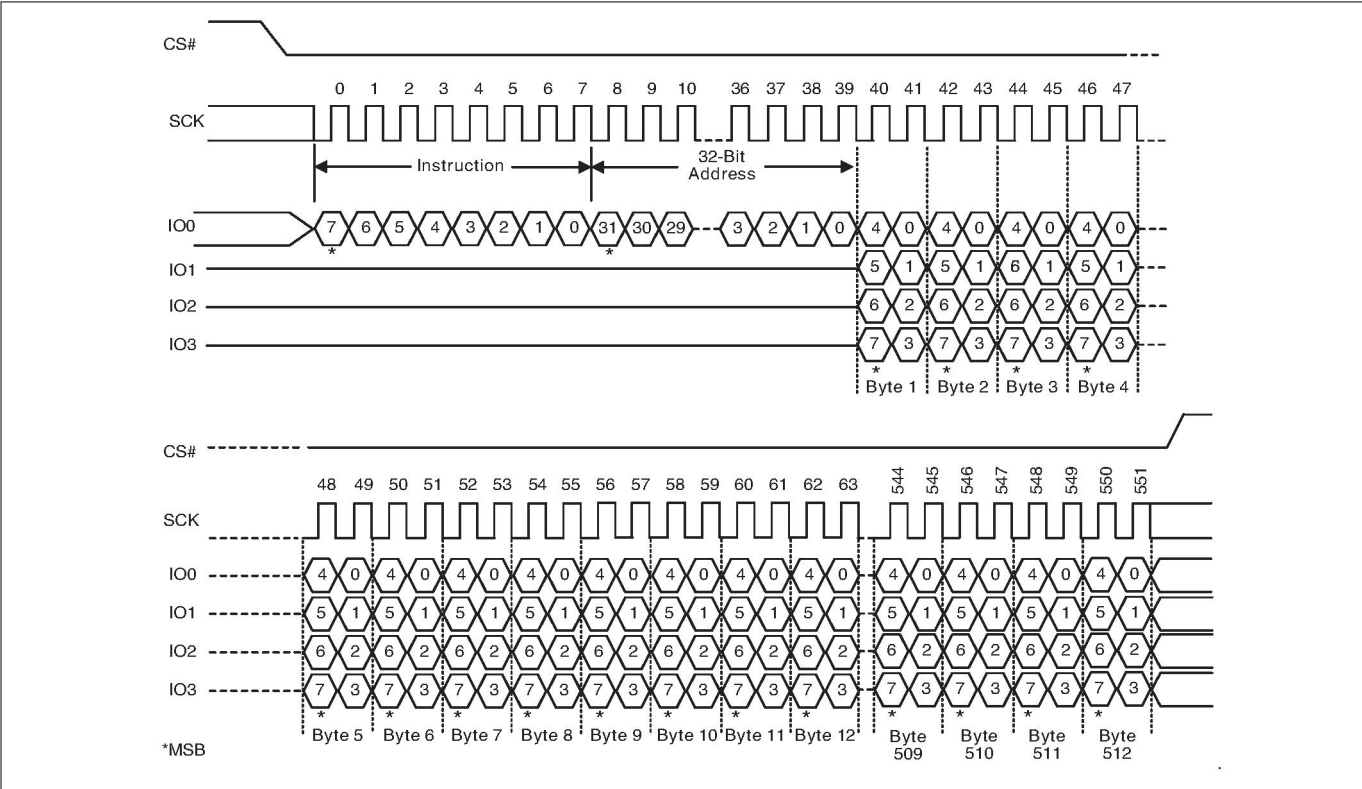 CS#
0 1 2 3 4 5 6 7 8 9 10 36 37 38 39 40 41 42 43 44 45 46 47
SCK
Instruction
32-Bit
Address
IO0 7 6 5 4 3 2 1 0 31 30 29 3 2 1 0 4 0 4 0 4 0 4 0
* *
IO1 5 1 5 1 6 1 5 1
IO2 6 2 6 2 6 2 6 2
IO3 7 3 7 3 7 3 7 3
* * * *
Byte 1 Byte 2 Byte 3 Byte 4
CS#
48 49 50 51 52 53 54 55 56 57 58 59 60 61 62 63 544 545 546 547 548 549 550 551
SCK
IO0 4 0 4 0 4 0 4 0 4 0 4 0 4 0 4 0 4 0 4 0 4 0 4 0
IO1 5 1 5 1 5 1 5 1 5 1 5 1 5 1 5 1 5 1 5 1 5 1 5 1
IO2 6 2 6 2 6 2 6 2 6 2 6 2 6 2 6 2 6 2 6 2 6 2 6 2
IO3 7 3 7 3 7 3 7 3 7 3 7 3 7 3 7 3 7 3 7 3 7 3 7 3
* * * * * * * * * * * *
Byte 5 Byte 6 Byte 7 Byte 8 Byte 9 Byte 10 Byte 11 Byte 12 Byte Byte Byte Byte
509 510 511 512
*MSB
.